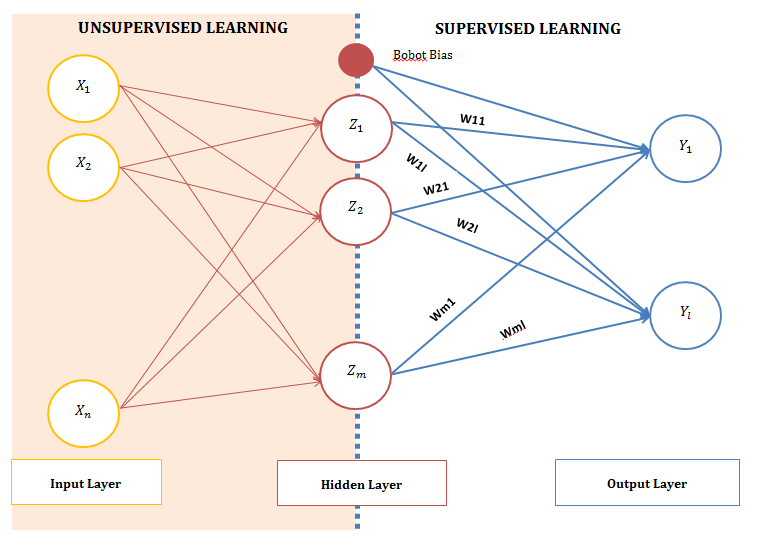 UNSUPERVISED LEARNING
SUPERVISED LEARNING
Bobot Bias
X1
X2
Xn
Z1
Z2
Zm
W11
W1l
W21
W2l
Wm1
Wml
Y1
Yl
Input Layer
Hidden Layer
Output Layer